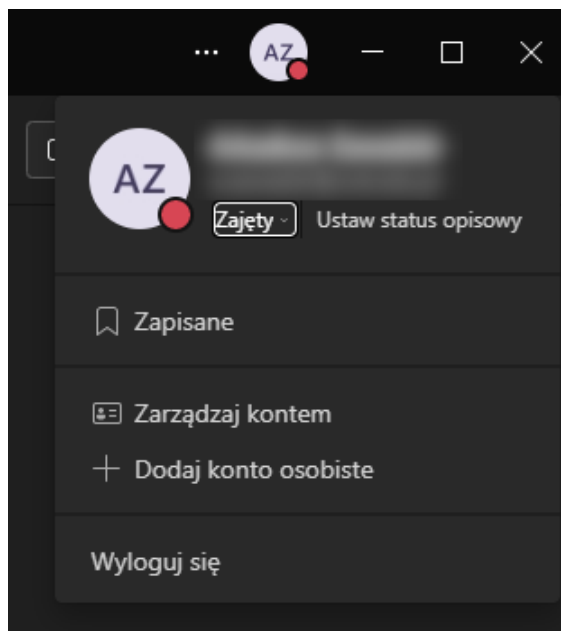 AZ
AZ
Zajęty Ustaw status opisowy
Zapisane
Zarządzaj kontem
Dodaj konto osobiste
Wyloguj się